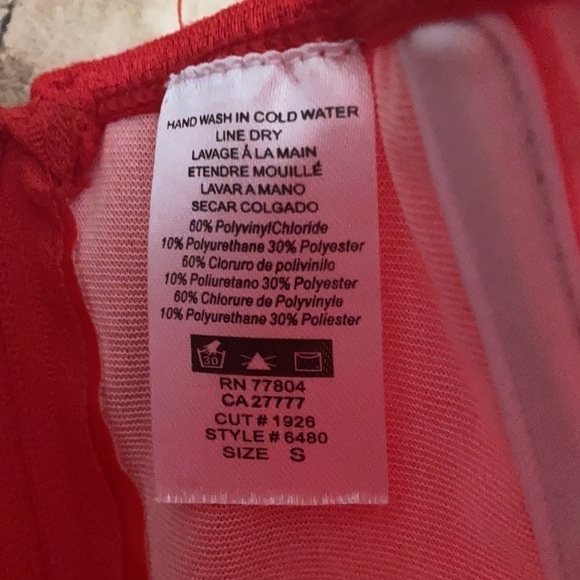 HAND WASH IN COLD WATER
LINE DRY
LAVAGE À LA MAIN
ETENDRE MOUILLÉ
LAVAR A MANO
SECAR COLGADO
60% PolyvinylChloride
10% Polyurethane 30% Polyester
60% Cloruro de polivinilo
10% Poliuretano 30% Polyester
60% Chlorure de Polyvinyle
10% Polyurethane 30% Poliester
30
RN 77804
CA 27777
CUT # 1926
STYLE # 6480
SIZE S